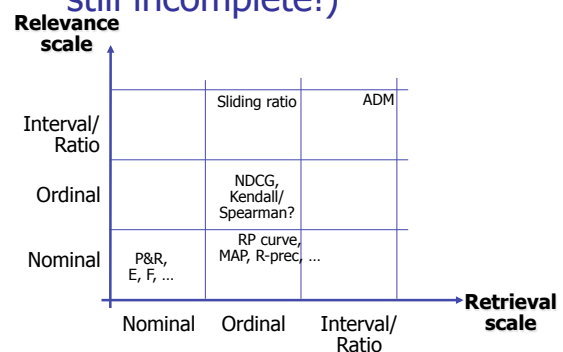 still incomplete!)
Relevance
scale
Sliding ratio
ADM
Interval/
Ratio
Ordinal
NDCG,
Kendall/
Spearman?
Nominal
P&R,
E, F, …
RP curve,
MAP, R-prec, …
Retrieval
scale
Nominal
Ordinal
Interval/
Ratio